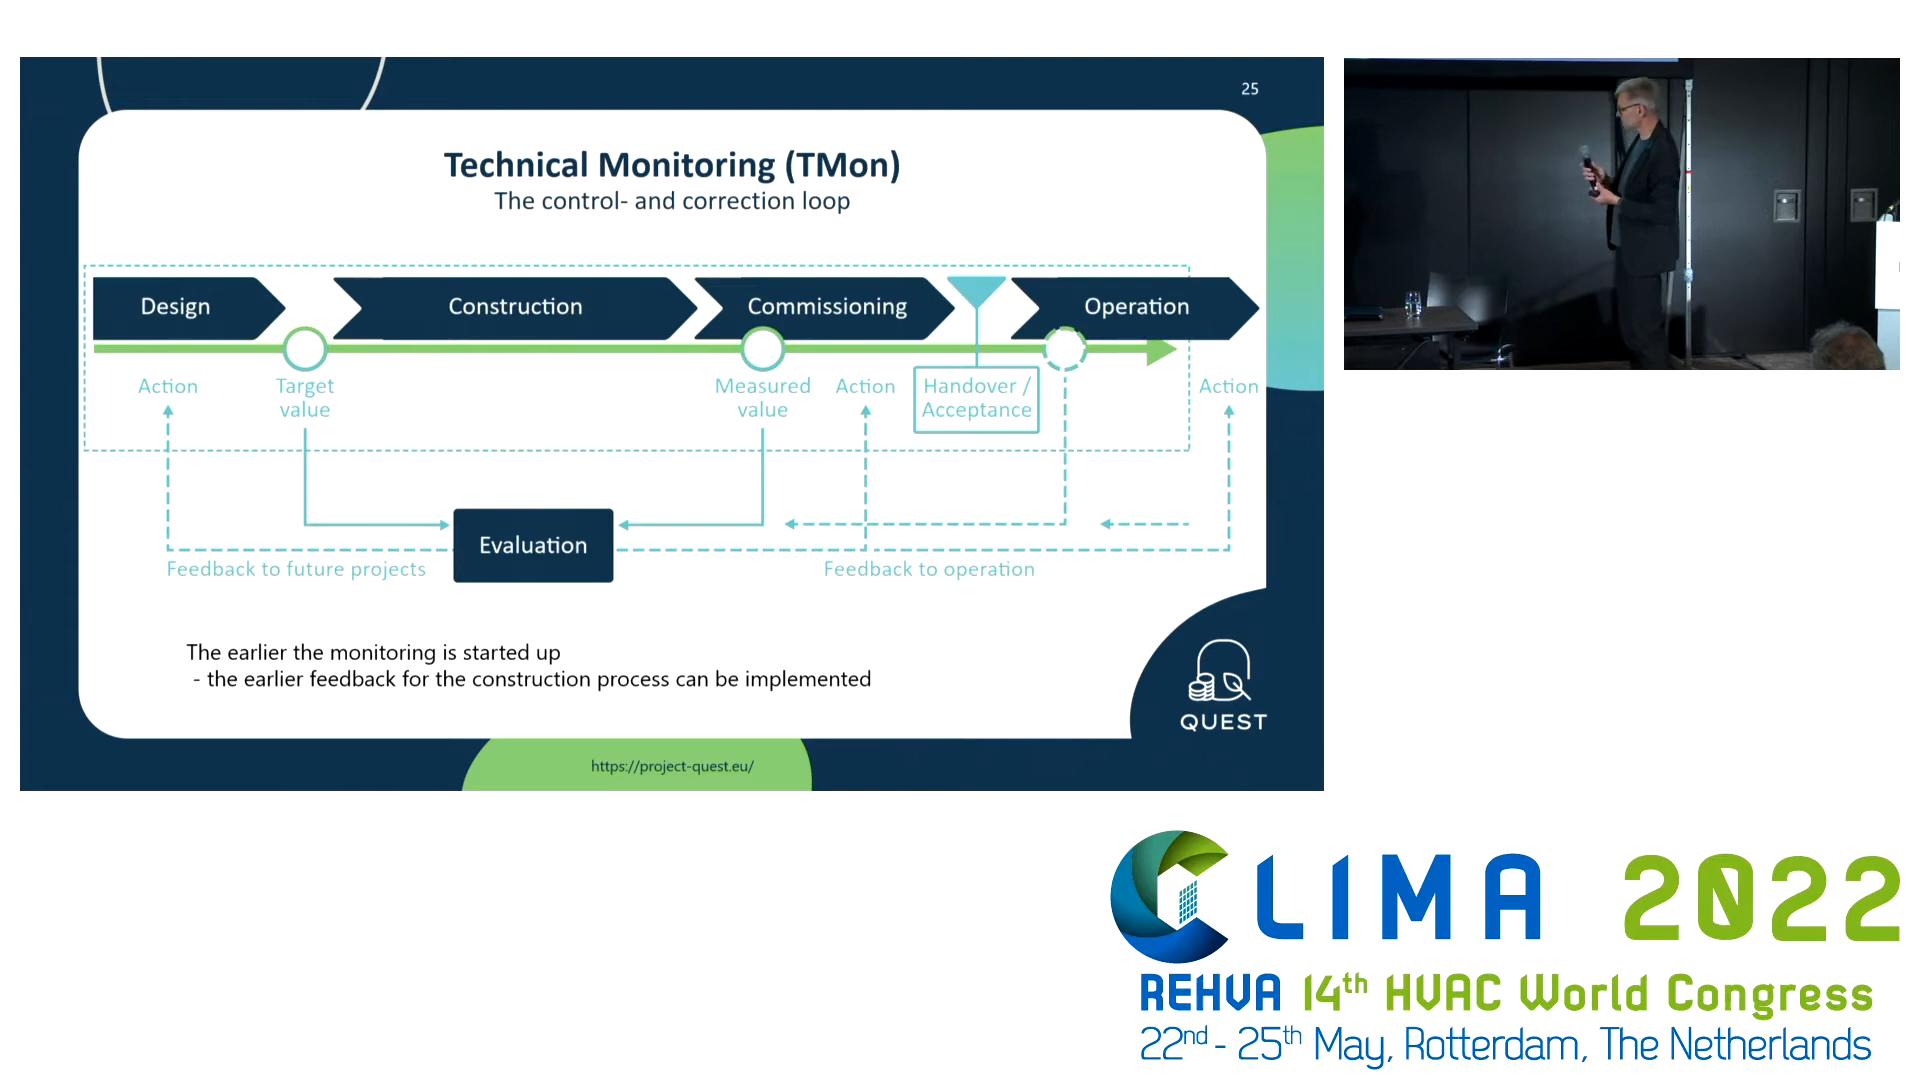 25
Technical Monitoring (TMon)
The control- and correction loop
Design
Construction
Commissioning
Operation
Action
Target
value
Measured
value
Action
Handover /
Acceptance
Action
Evaluation
Feedback to future projects
Feedback to operation
The earlier the monitoring is started up
- the earlier feedback for the construction process can be implemented
QUEST
https://project-quest.eu/
CLIMA 2022
REHVA 14th HVAC World Congress
22nd - 25th May, Rotterdam, The Netherlands